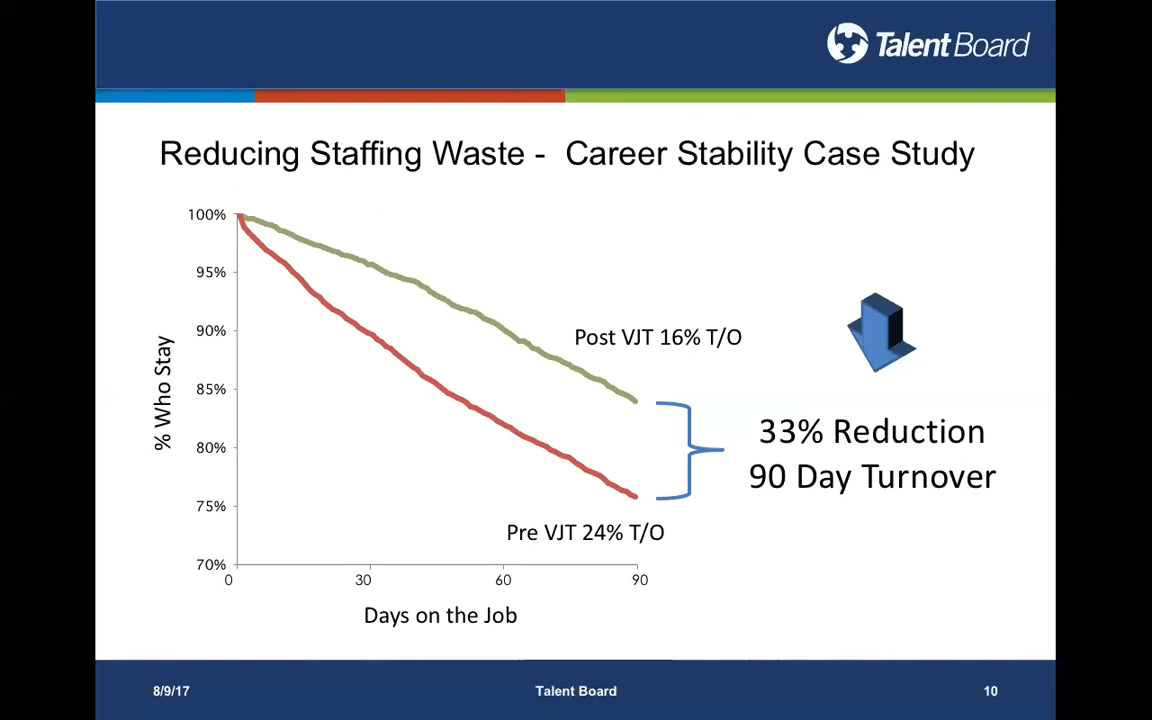 Talent Board
Reducing Staffing Waste - Career Stability Case Study
100%
95%
90%
85%
80%
75%
70%
% Who Stay
0 30 60 90
Days on the Job
Post VJT 16% T/O
Pre VJT 24% T/O
33% Reduction
90 Day Turnover
8/9/17 Talent Board 10